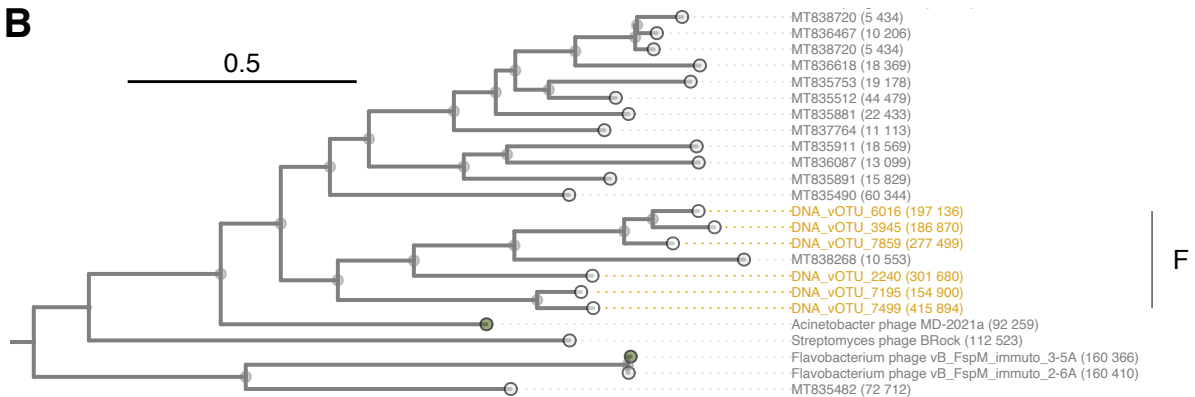 B
0.5
MT838720 (5 434)
MT836467 (10 206)
MT838720 (5 434)
MT836618 (18 369)
MT835753 (19 178)
MT835512 (44 479)
MT835881 (22 433)
MT837764 (11 113)
MT835911 (18 569)
MT836087 (13 099)
MT835891 (15 829)
MT835490 (60 344)
DNA_vOTU_6016 (197 136)
DNA_vOTU_3945 (186 870)
DNA_vOTU_7859 (277 499)
MT838268 (10 553)
F
DNA_vOTU_2240 (301 680)
DNA_vOTU_7195 (154 900)
DNA_vOTU_7499 (415 894)
Acinetobacter phage MD-2021a (92 259)
Streptomyces phage BRock (112 523)
Flavobacterium phage vB_FspM_immuto_3-5A (160 366)
Flavobacterium phage vB_FspM_immuto_2-6A (160 410)
MT835482 (72 712)